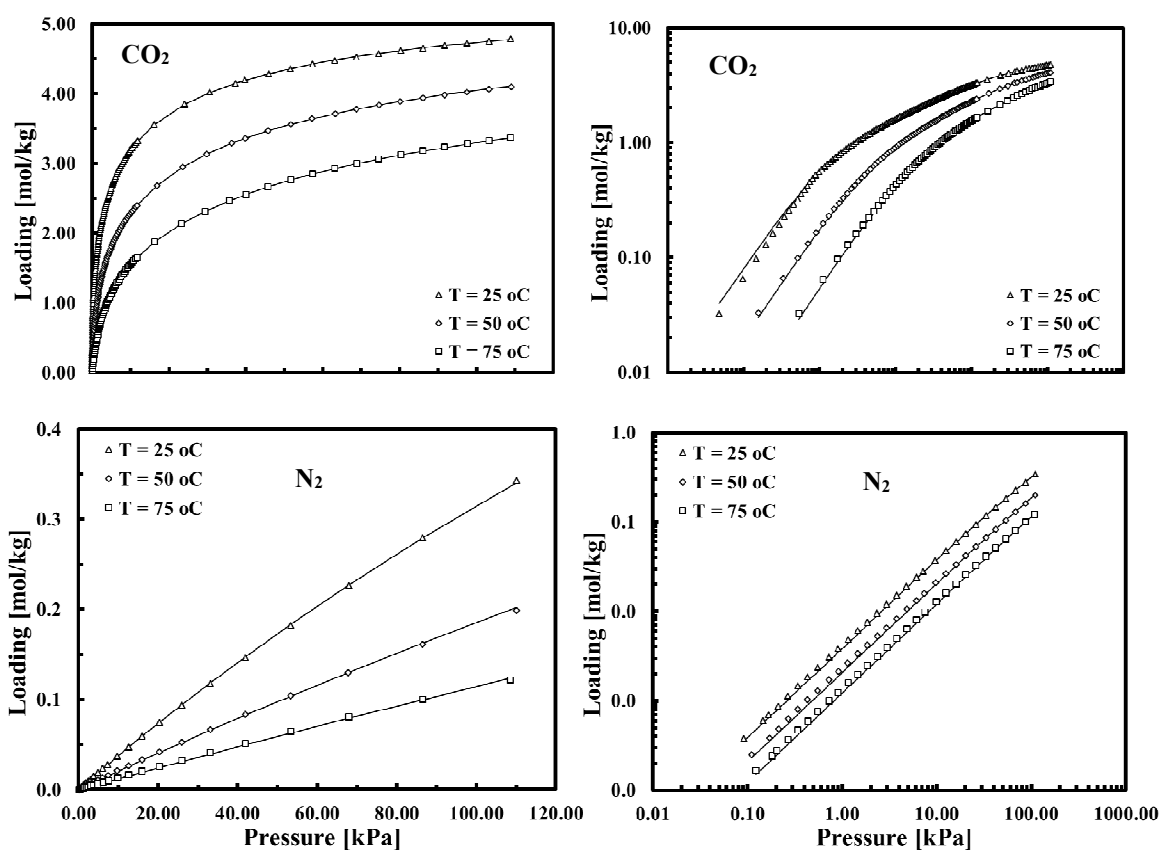 5.00
4.00
3.00
2.00
1.00
0.00
Loading [mol/kg]
CO2
T = 25 oC
T = 50 oC
T = 75 oC
10.00
1.00
0.10
0.01
Loading [mol/kg]
CO2
T = 25 oC
T = 50 oC
T = 75 oC
0.4
0.3
0.2
0.1
0.0
Loading [mol/kg]
T = 25 oC
T = 50 oC
T = 75 oC
N2
0.00 20.00 40.00 60.00 80.00 100.00 120.00
Pressure [kPa]
1.0
0.1
0.0
0.0
0.0
Loading [mol/kg]
T = 25 oC
T = 50 oC
T = 75 oC
N2
0.01 0.10 1.00 10.00 100.00 1000.00
Pressure [kPa]